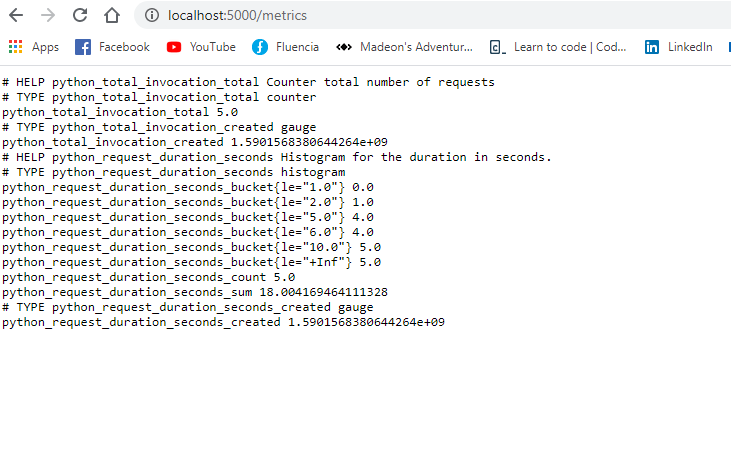 localhost:5000/metrics
Apps Facebook YouTube Fluencia Madeon's Adventur... Learn to code | Cod... LinkedIn
# HELP python_total_invocation_total Counter total number of requests
# TYPE python_total_invocation_total counter
python_total_invocation_total 5.0
# TYPE python_total_invocation_created gauge
python_total_invocation_created 1.5901568380644264e+09
# HELP python_request_duration_seconds Histogram for the duration in seconds.
# TYPE python_request_duration_seconds histogram
python_request_duration_seconds_bucket{le="1.0"} 0.0
python_request_duration_seconds_bucket{le="2.0"} 1.0
python_request_duration_seconds_bucket{le="5.0"} 4.0
python_request_duration_seconds_bucket{le="6.0"} 4.0
python_request_duration_seconds_bucket{le="10.0"} 5.0
python_request_duration_seconds_bucket{le="+Inf"} 5.0
python_request_duration_seconds_count 5.0
python_request_duration_seconds_sum 18.004169464111328
# TYPE python_request_duration_seconds_created gauge
python_request_duration_seconds_created 1.5901568380644264e+09